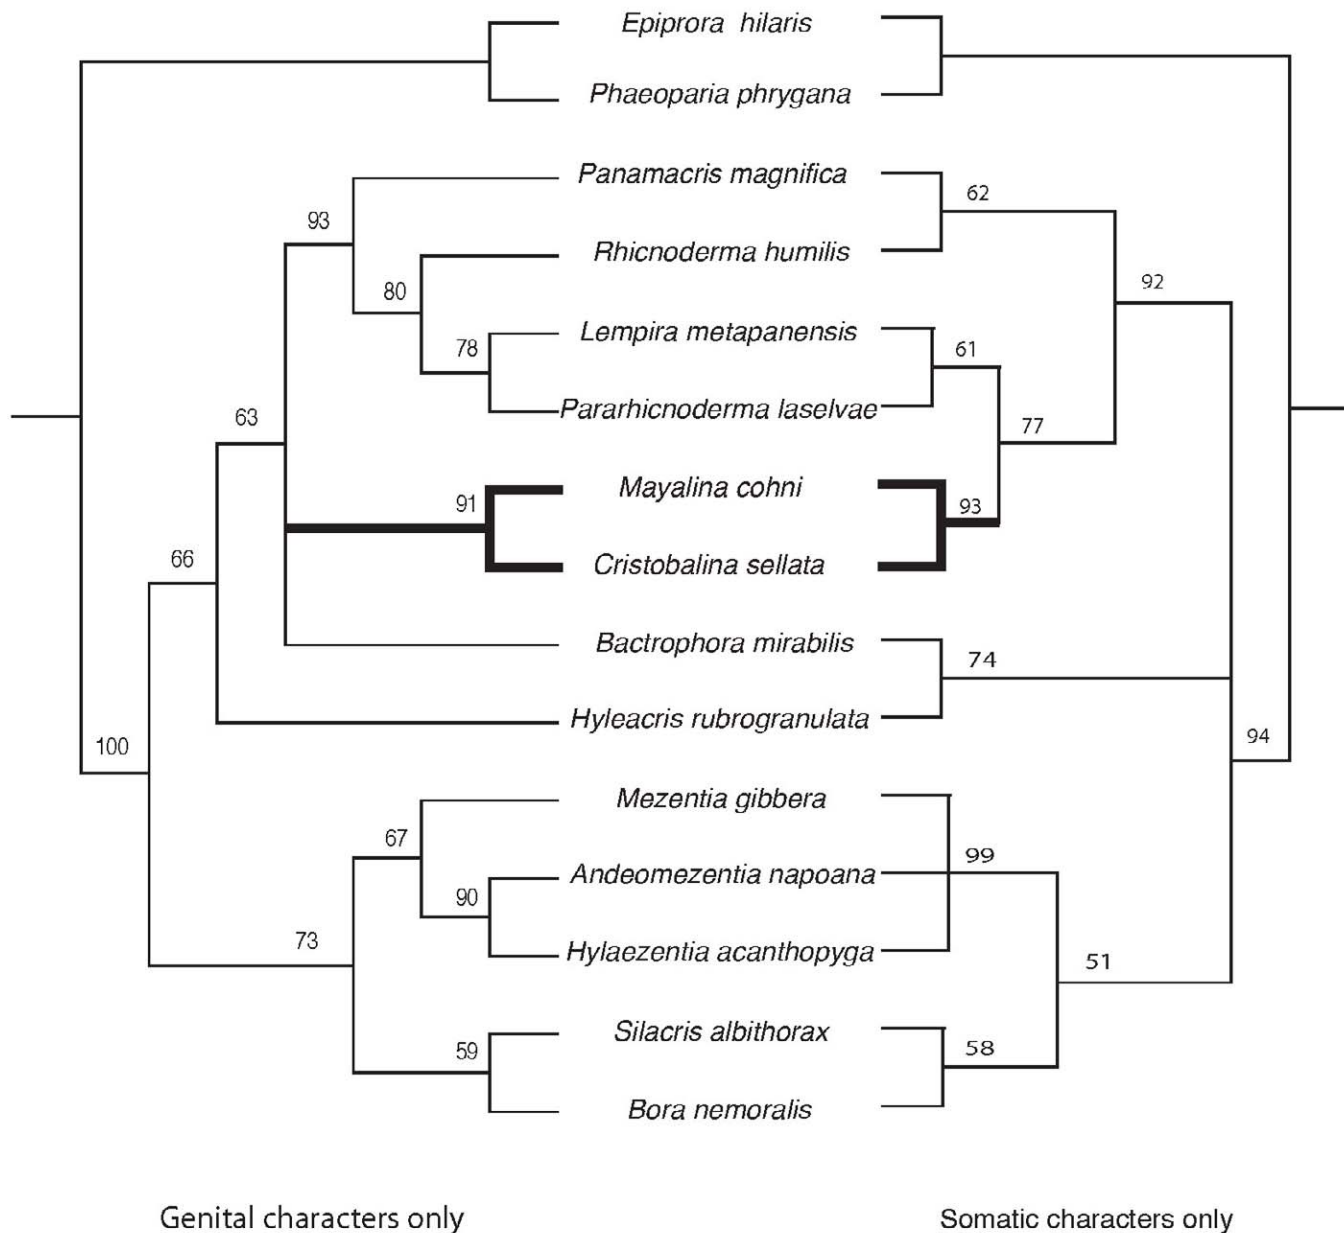 Epiprora hilaris
Phaeoparia phrygana
Panamacris magnifica
62
93
Rhicnoderma humilis
80
92
Lempira metapanensis
78
61
Pararhicnoderma laselvae
63
77
Mayalina cohni
91
93
Cristobalina sellata
66
Bactrophora mirabilis
74
Hyleacris rubrogranulata
100
94
Mezentia gibbera
67
99
Andeomezentia napoana
90
Hylaezentia acanthopyga
73
51
Silacris albithorax
59
58
Bora nemoralis
Genital characters only
Somatic characters only